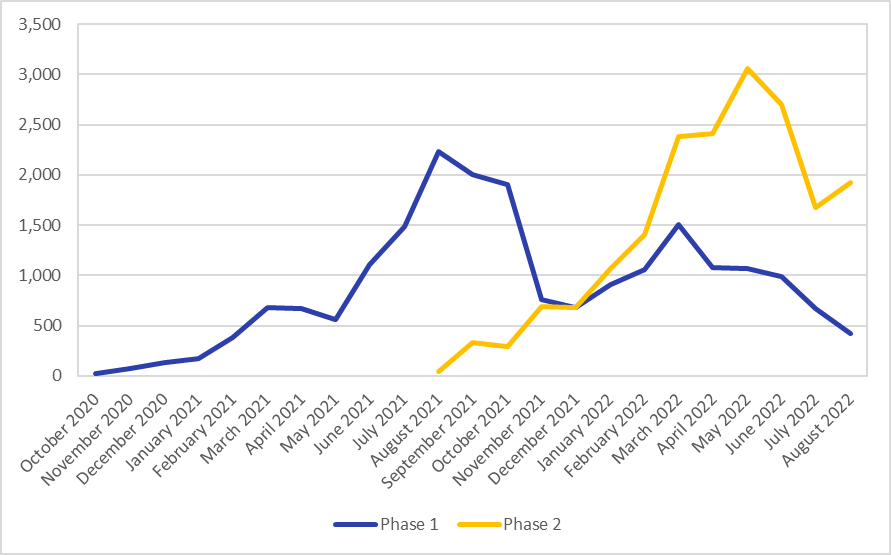 3,500
3,000
2,500
2,000
1,500
1,000
500
0
October 2020
November 2020
December 2020
January 2021
February 2021
March 2021
April 2021
May 2021
June 2021
July 2021
August 2021
September 2021
October 2021
November 2021
December 2021
January 2022
February 2022
March 2022
April 2022
May 2022
June 2022
July 2022
August 2022
Phase 1 Phase 2